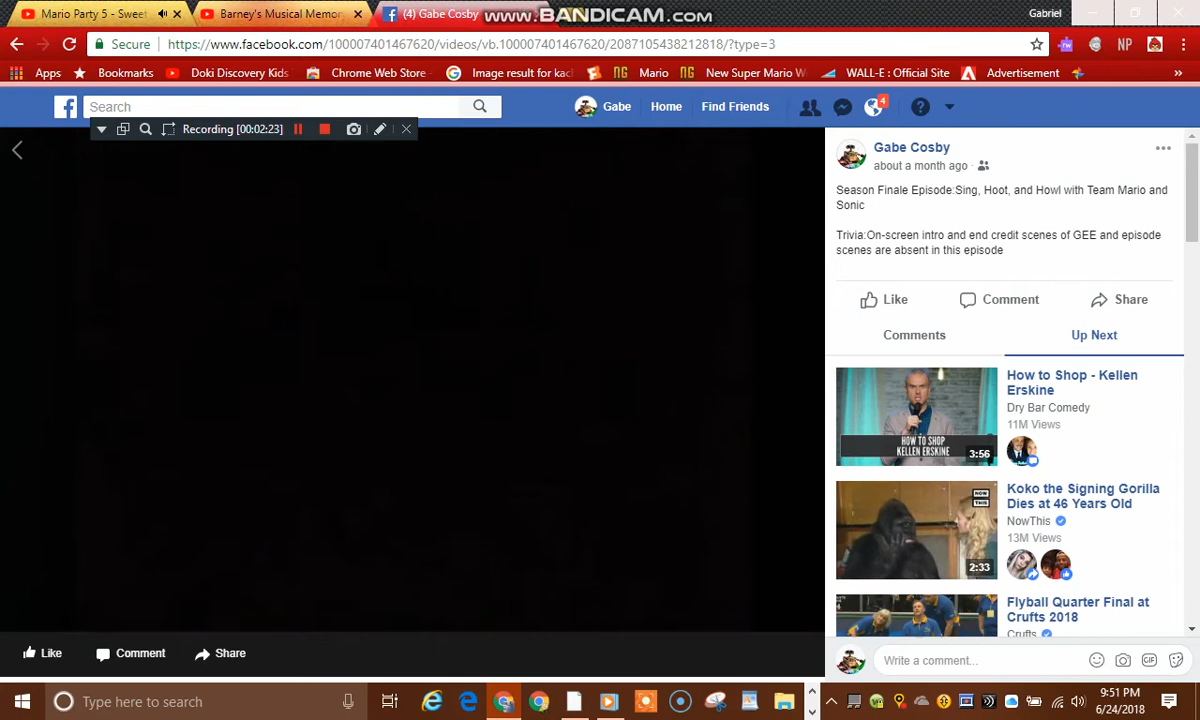 Mario Party 5 - Sweet
Barney's Musical Memor
(4) Gabe Cosby
www.BANDICAM.com
Gabriel
Secure
https://www.facebook.com/100007401467620/videos/vb.100007401467620/2087105438212818/?type=3
Apps
Bookmarks
Doki Discovery Kids
Chrome Web Store
Image result for kac
Mario
New Super Mario W
WALL-E : Official Site
Advertisement
Search
Gabe
Home
Find Friends
4
Recording [00:02:23]
Gabe Cosby
about a month ago
Season Finale Episode:Sing, Hoot, and Howl with Team Mario and
Sonic
Trivia:On-screen intro and end credit scenes of GEE and episode
scenes are absent in this episode
Like
Comment
Share
Comments
Up Next
HOW TO SHOP
KELLEN ERSKINE
3:56
How to Shop - Kellen
Erskine
Dry Bar Comedy
11M Views
NOW THIS
2:33
Koko the Signing Gorilla
Dies at 46 Years Old
NowThis
13M Views
Flyball Quarter Final at
Crufts 2018
Crufts
Like
Comment
Share
Write a comment...
GIF
Type here to search
9:51 PM
6/24/2018